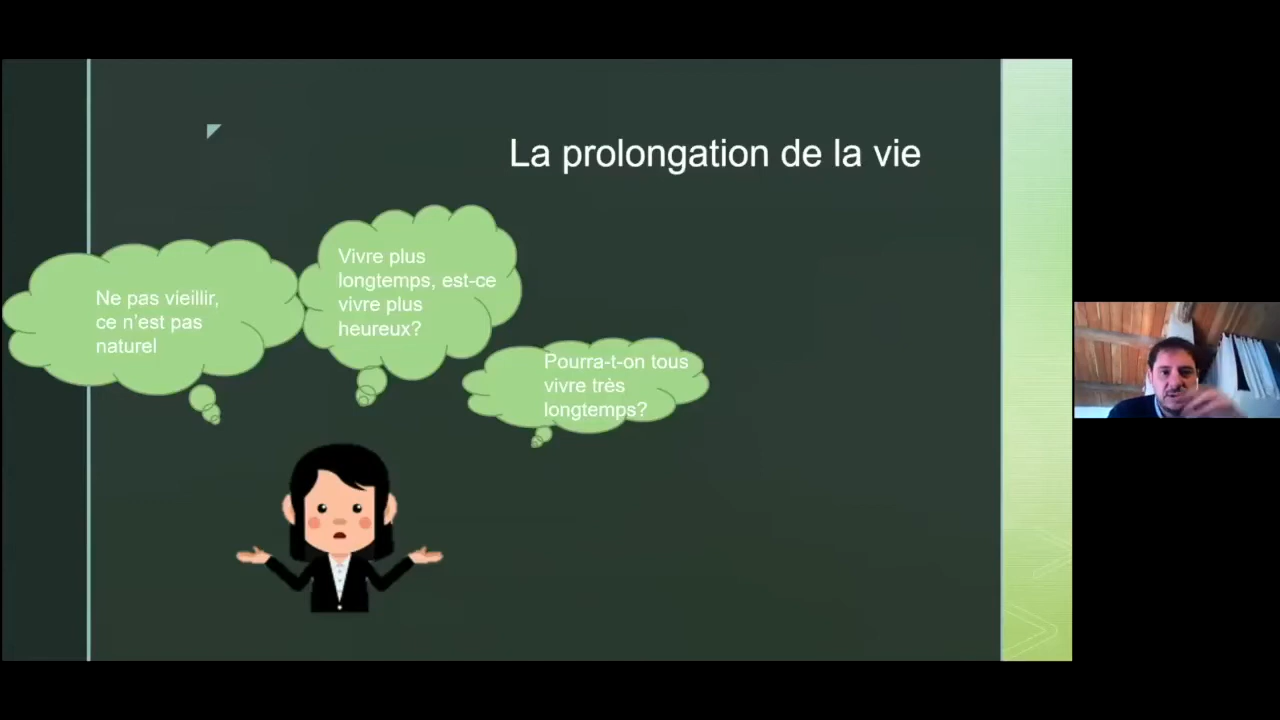 La prolongation de la vie
Ne pas vieillir,
ce n’est pas
naturel
Vivre plus
longtemps, est-ce
vivre plus
heureux?
Pourra-t-on tous
vivre très
longtemps?